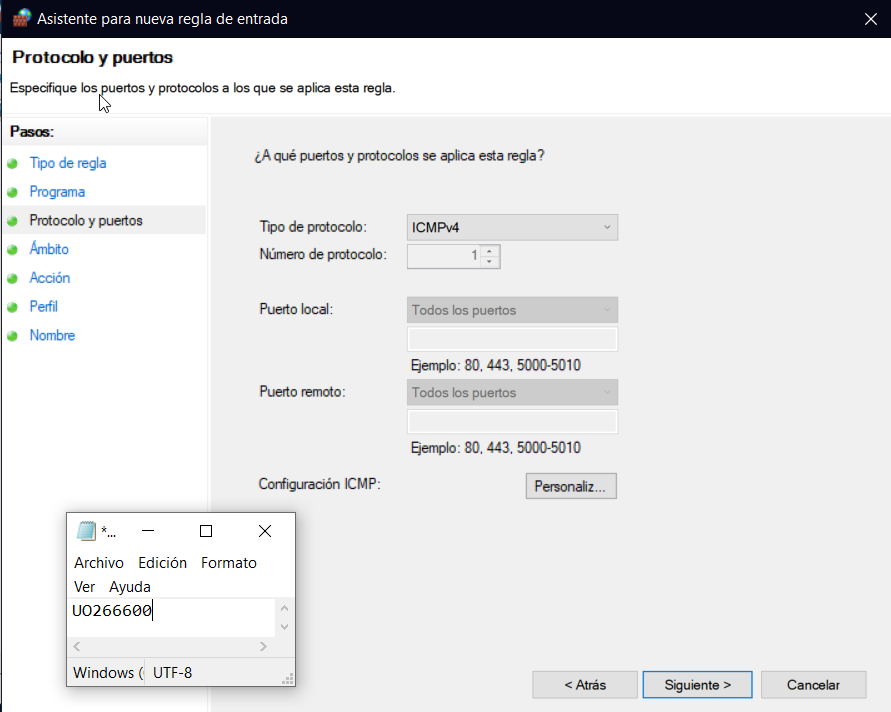 Asistente para nueva regla de entrada
Protocolo y puertos
Especifique los puertos y protocolos a los que se aplica esta regla.
Pasos:
Tipo de regla
Programa
Protocolo y puertos
Ámbito
Acción
Perfil
Nombre
¿A qué puertos y protocolos se aplica esta regla?
Tipo de protocolo: ICMPv4
Número de protocolo: 1
Puerto local: Todos los puertos
Ejemplo: 80, 443, 5000-5010
Puerto remoto: Todos los puertos
Ejemplo: 80, 443, 5000-5010
Configuración ICMP: Personaliz...
*...
Archivo Edición Formato
Ver Ayuda
UO266600
Windows ( UTF-8
< Atrás Siguiente > Cancelar